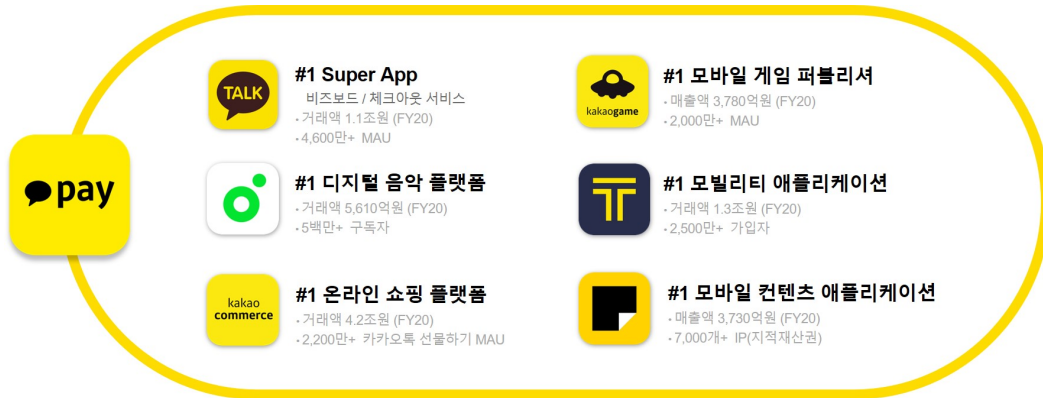 pay
TALK
#1 Super App
비즈보드 / 체크아웃 서비스
· 거래액 1.1조원 (FY20)
· 4,600만+ MAU
#1 디지털 음악 플랫폼
· 거래액 5,610억원 (FY20)
· 5백만+ 구독자
kakao
commerce
#1 온라인 쇼핑 플랫폼
· 거래액 4.2조원 (FY20)
· 2,200만+ 카카오톡 선물하기 MAU
kakaogame
#1 모바일 게임 퍼블리셔
· 매출액 3,780억원 (FY20)
· 2,000만+ MAU
T
#1 모빌리티 애플리케이션
· 거래액 1.3조원 (FY20)
· 2,500만+ 가입자
#1 모바일 컨텐츠 애플리케이션
· 매출액 3,730억원 (FY20)
· 7,000개+ IP(지적재산권)